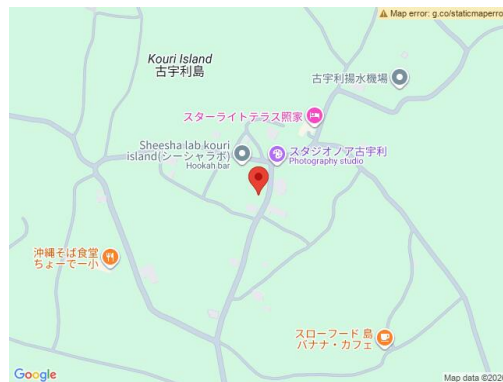 Map error: g.co/staticmaperro
Kouri Island
古宇利島
古宇利揚水機場
スターライトテラス照家
Sheesha lab kouri
island(シーシャラボ)
Hookah bar
スタジオノア古宇利
Photography studio
沖縄そば食堂
ちょーでー小
スローフード 島
バナナ・カフェ
Google
Map data ©202